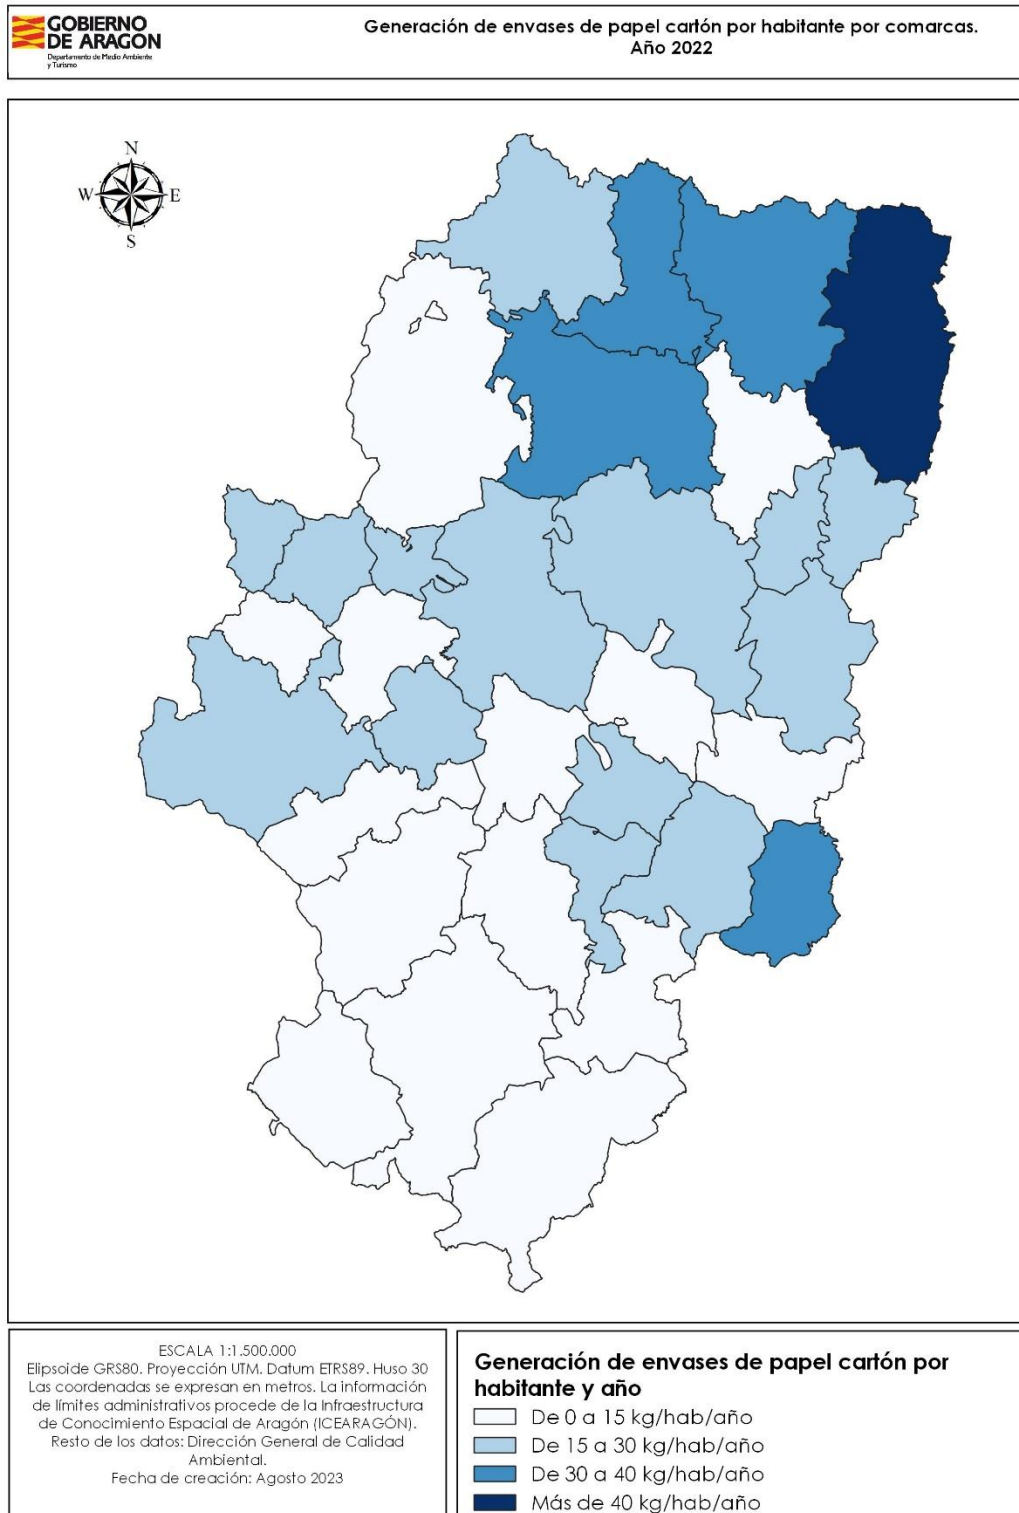 GOBIERNO
DE ARAGON
Departamento de Medio Ambiente
y Turismo
Generación de envases de papel cartón por habitante por comarcas.
Año 2022
N
W
E
S
ESCALA 1:1.500.000
Elipsoide GRS80. Proyección UTM. Datum ETRS89. Huso 30
Las coordenadas se expresan en metros. La información
de límites administrativos procede de la Infraestructura
de Conocimiento Espacial de Aragón (ICEARAGÓN).
Resto de los datos: Dirección General de Calidad
Ambiental.
Fecha de creación: Agosto 2023
Generación de envases de papel cartón por
habitante y año
De 0 a 15 kg/hab/año
De 15 a 30 kg/hab/año
De 30 a 40 kg/hab/año
Más de 40 kg/hab/año